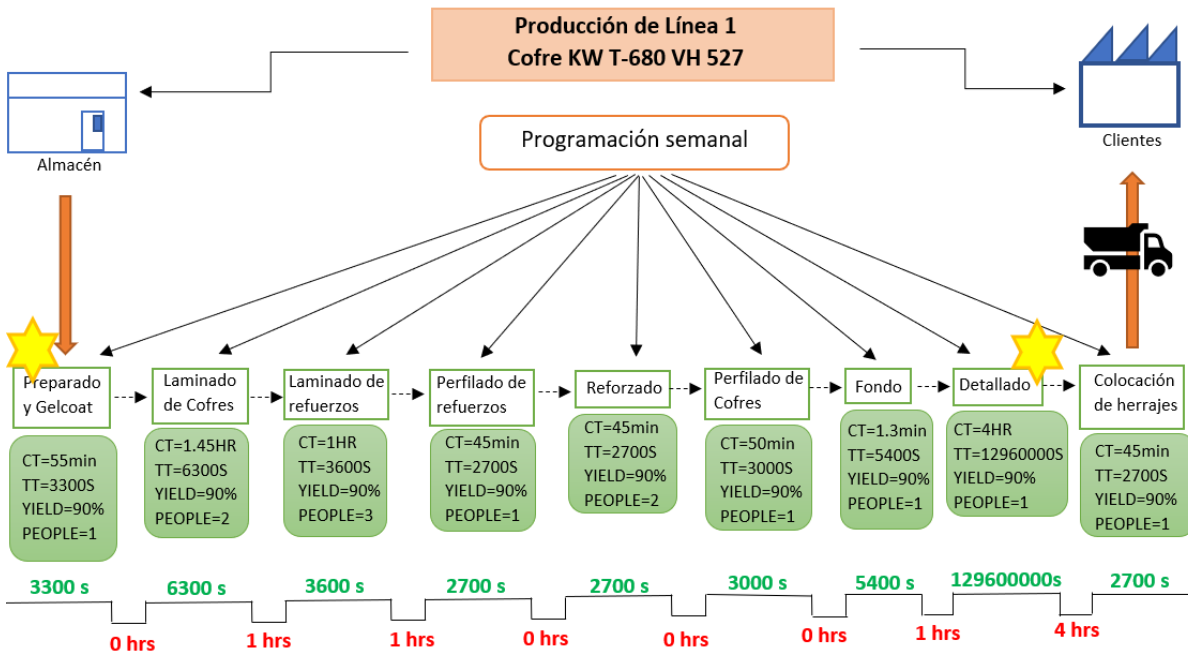 Producción de Línea 1
Cofre KW T-680 VH 527
Almacén
Clientes
Programación semanal
Preparado
y Gelcoat
Laminado
de Cofres
Laminado de
refuerzos
Perfilado de
refuerzos
Reforzado
Perfilado de
Cofres
Fondo
Detallado
Colocación
de herrajes
CT=55min
TT=3300S
YIELD=90%
PEOPLE=1
CT=1.45HR
TT=6300S
YIELD=90%
PEOPLE=2
CT=1HR
TT=3600S
YIELD=90%
PEOPLE=3
CT=45min
TT=2700S
YIELD=90%
PEOPLE=1
CT=45min
TT=2700S
YIELD=90%
PEOPLE=2
CT=50min
TT=3000S
YIELD=90%
PEOPLE=1
CT=1.3min
TT=5400S
YIELD=90%
PEOPLE=1
CT=4HR
TT=12960000S
YIELD=90%
PEOPLE=1
CT=45min
TT=2700S
YIELD=90%
PEOPLE=1
3300 s
6300 s
3600 s
2700 s
2700 s
3000 s
5400 s
129600000s
2700 s
0 hrs
1 hrs
1 hrs
0 hrs
0 hrs
0 hrs
1 hrs
4 hrs